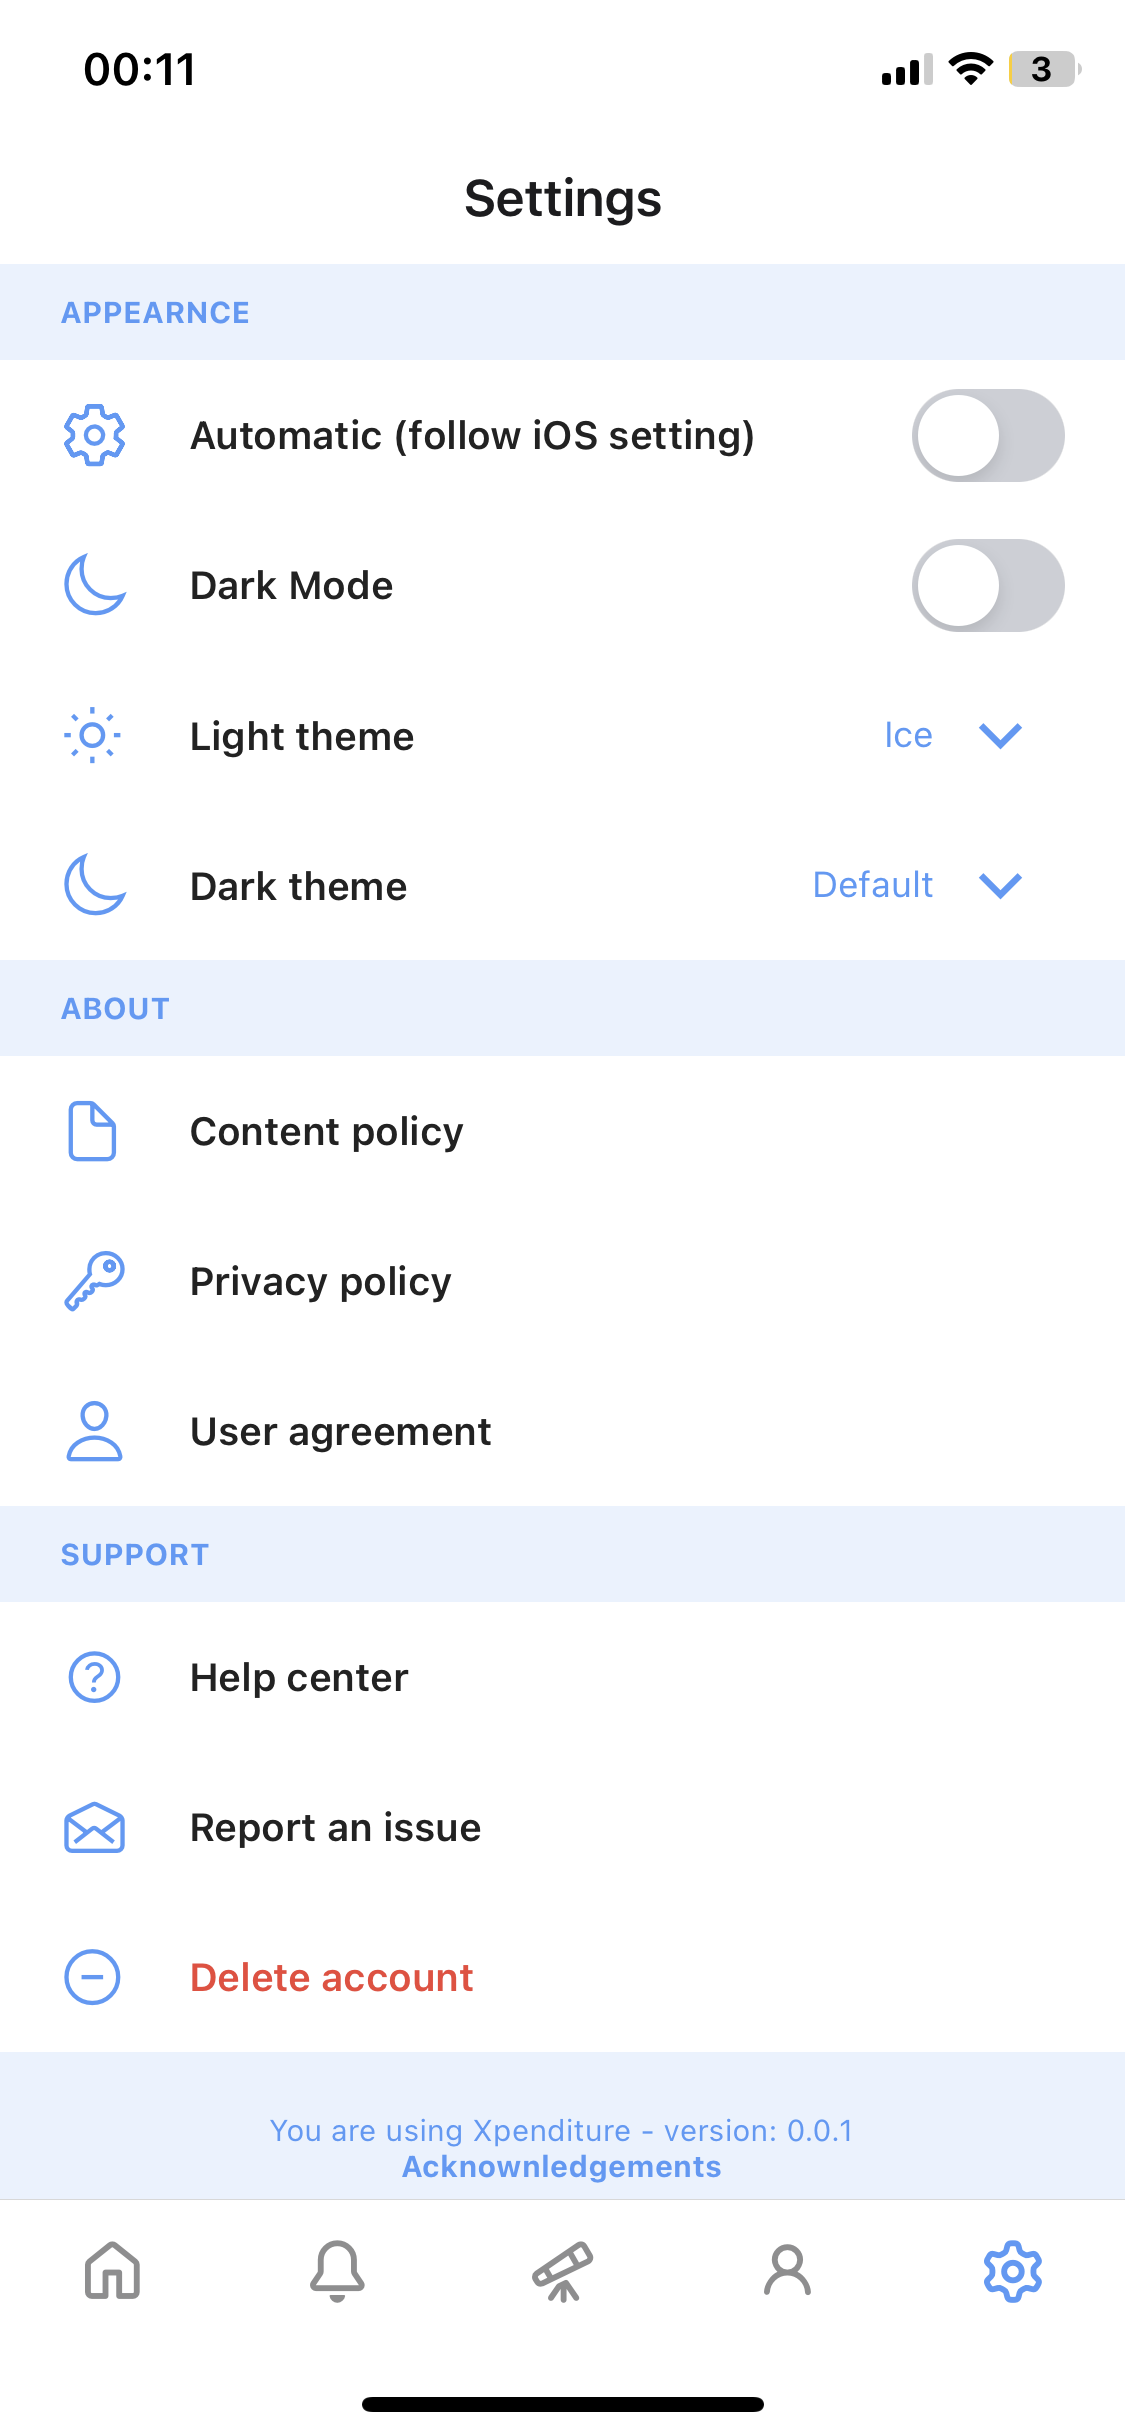 00:11
3
Settings
APPEARNCE
Automatic (follow iOS setting)
Dark Mode
Light theme
Ice
Dark theme
Default
ABOUT
Content policy
Privacy policy
User agreement
SUPPORT
Help center
Report an issue
Delete account
You are using Xpenditure - version: 0.0.1
Acknownledgements